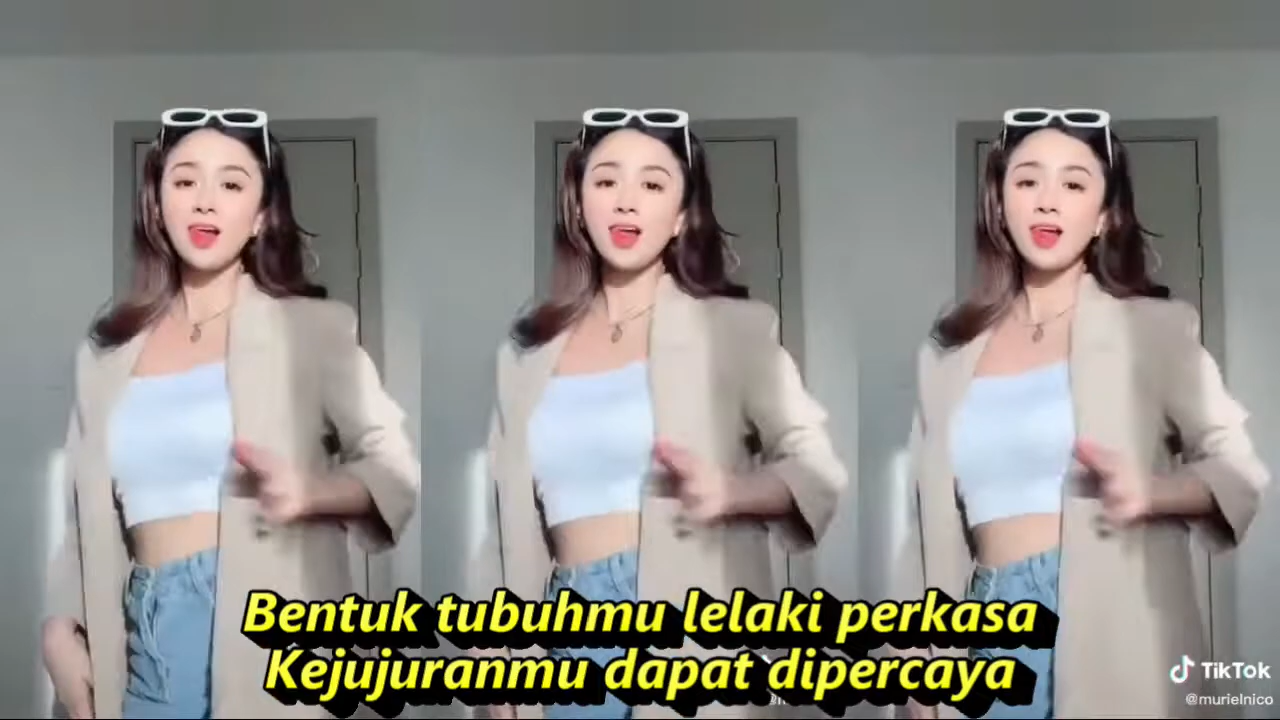 Bentuk tubuhmu lelaki perkasa
Kejujuranmu dapat dipercaya
TikTok
@murielnico